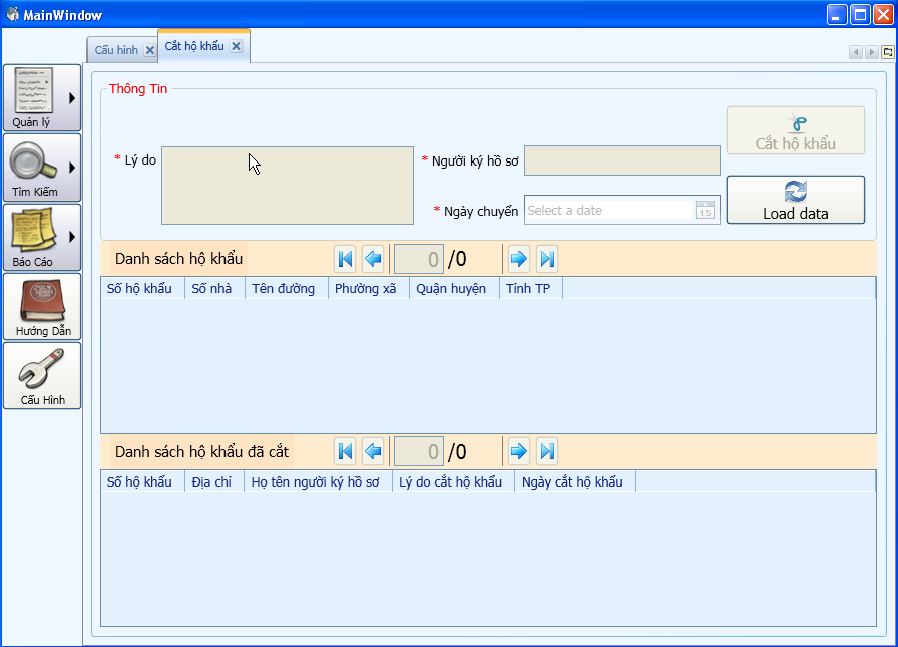 MainWindow
Cấu hình
Cắt hộ khẩu
Quản lý
Tìm Kiếm
Báo Cáo
Hướng Dẫn
Cấu Hình
Thông Tin
* Lý do
* Người ký hồ sơ
* Ngày chuyển
Select a date
15
Cắt hộ khẩu
Load data
Danh sách hộ khẩu
0 /0
Số hộ khẩu Số nhà Tên đường Phường xã Quận huyện Tỉnh TP
Danh sách hộ khẩu đã cắt
0 /0
Số hộ khẩu Địa chỉ Họ tên người ký hồ sơ Lý do cắt hộ khẩu Ngày cắt hộ khẩu